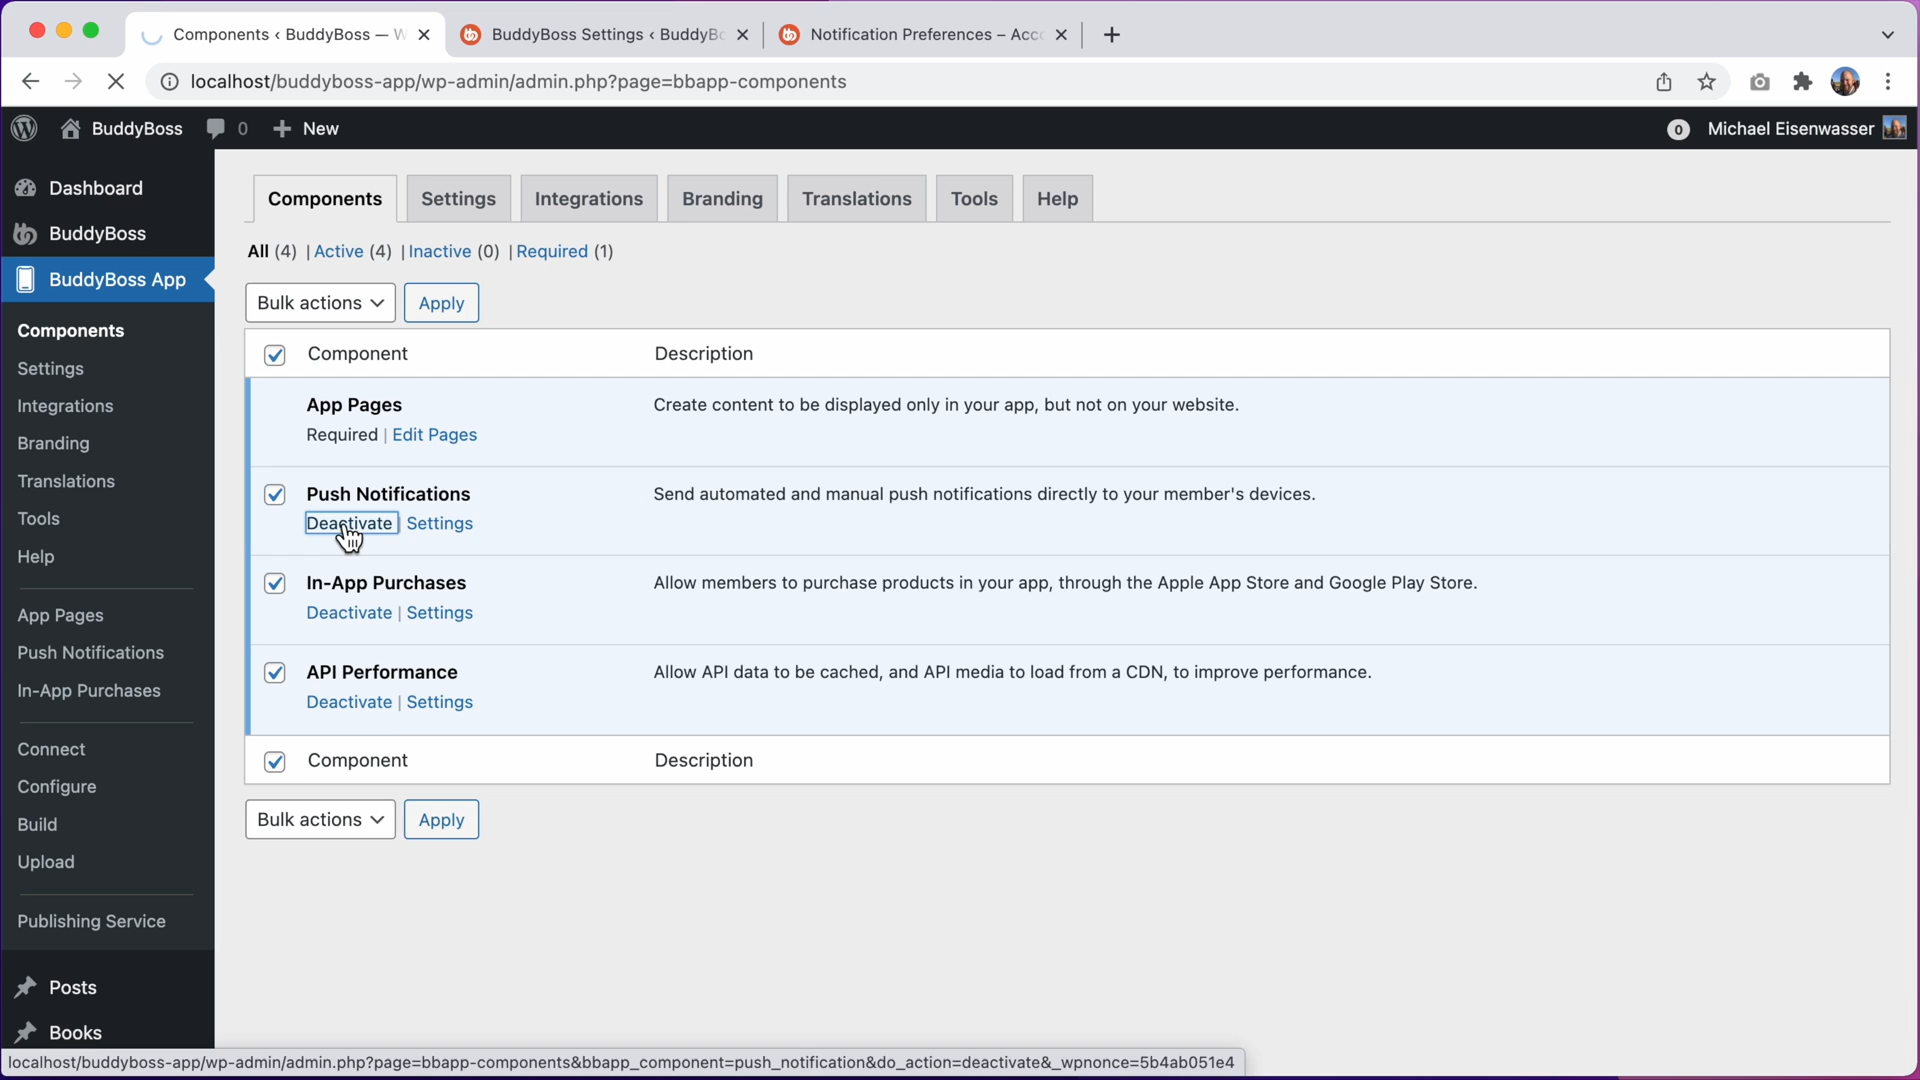 Components ‹ BuddyBoss — W
BuddyBoss Settings ‹ BuddyBo
Notification Preferences – Acc
localhost/buddyboss-app/wp-admin/admin.php?page=bbapp-components
BuddyBoss
0
New
0
Michael Eisenwasser
Dashboard
BuddyBoss
BuddyBoss App
Components
Settings
Integrations
Branding
Translations
Tools
Help
App Pages
Push Notifications
In-App Purchases
Connect
Configure
Build
Upload
Publishing Service
Posts
Books
Components
Settings
Integrations
Branding
Translations
Tools
Help
All (4) | Active (4) | Inactive (0) | Required (1)
Bulk actions
Apply
Component
Description
App Pages
Create content to be displayed only in your app, but not on your website.
Required | Edit Pages
Push Notifications
Send automated and manual push notifications directly to your member's devices.
Deactivate | Settings
In-App Purchases
Allow members to purchase products in your app, through the Apple App Store and Google Play Store.
Deactivate | Settings
API Performance
Allow API data to be cached, and API media to load from a CDN, to improve performance.
Deactivate | Settings
Component
Description
Bulk actions
Apply
localhost/buddyboss-app/wp-admin/admin.php?page=bbapp-components&bbapp_component=push_notification&do_action=deactivate&_wpnonce=5b4ab051e4